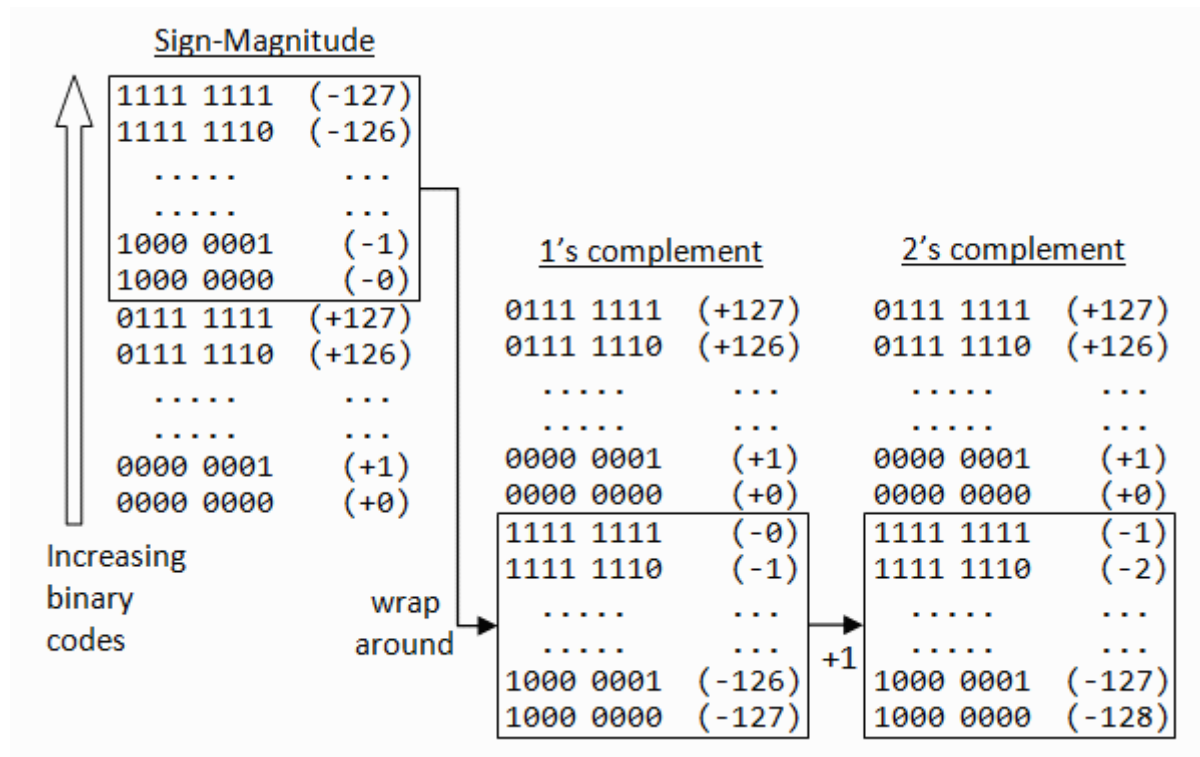 Sign-Magnitude
1111 1111 (-127)
1111 1110 (-126)
..... ...
..... ...
1000 0001 (-1)
1000 0000 (-0)
0111 1111 (+127)
0111 1110 (+126)
..... ...
..... ...
0000 0001 (+1)
0000 0000 (+0)
Increasing
binary
codes
wrap
around
1's complement
0111 1111 (+127)
0111 1110 (+126)
..... ...
..... ...
0000 0001 (+1)
0000 0000 (+0)
1111 1111 (-0)
1111 1110 (-1)
..... ...
..... ...
1000 0001 (-126)
1000 0000 (-127)
+1
2's complement
0111 1111 (+127)
0111 1110 (+126)
..... ...
..... ...
0000 0001 (+1)
0000 0000 (+0)
1111 1111 (-1)
1111 1110 (-2)
..... ...
..... ...
1000 0001 (-127)
1000 0000 (-128)